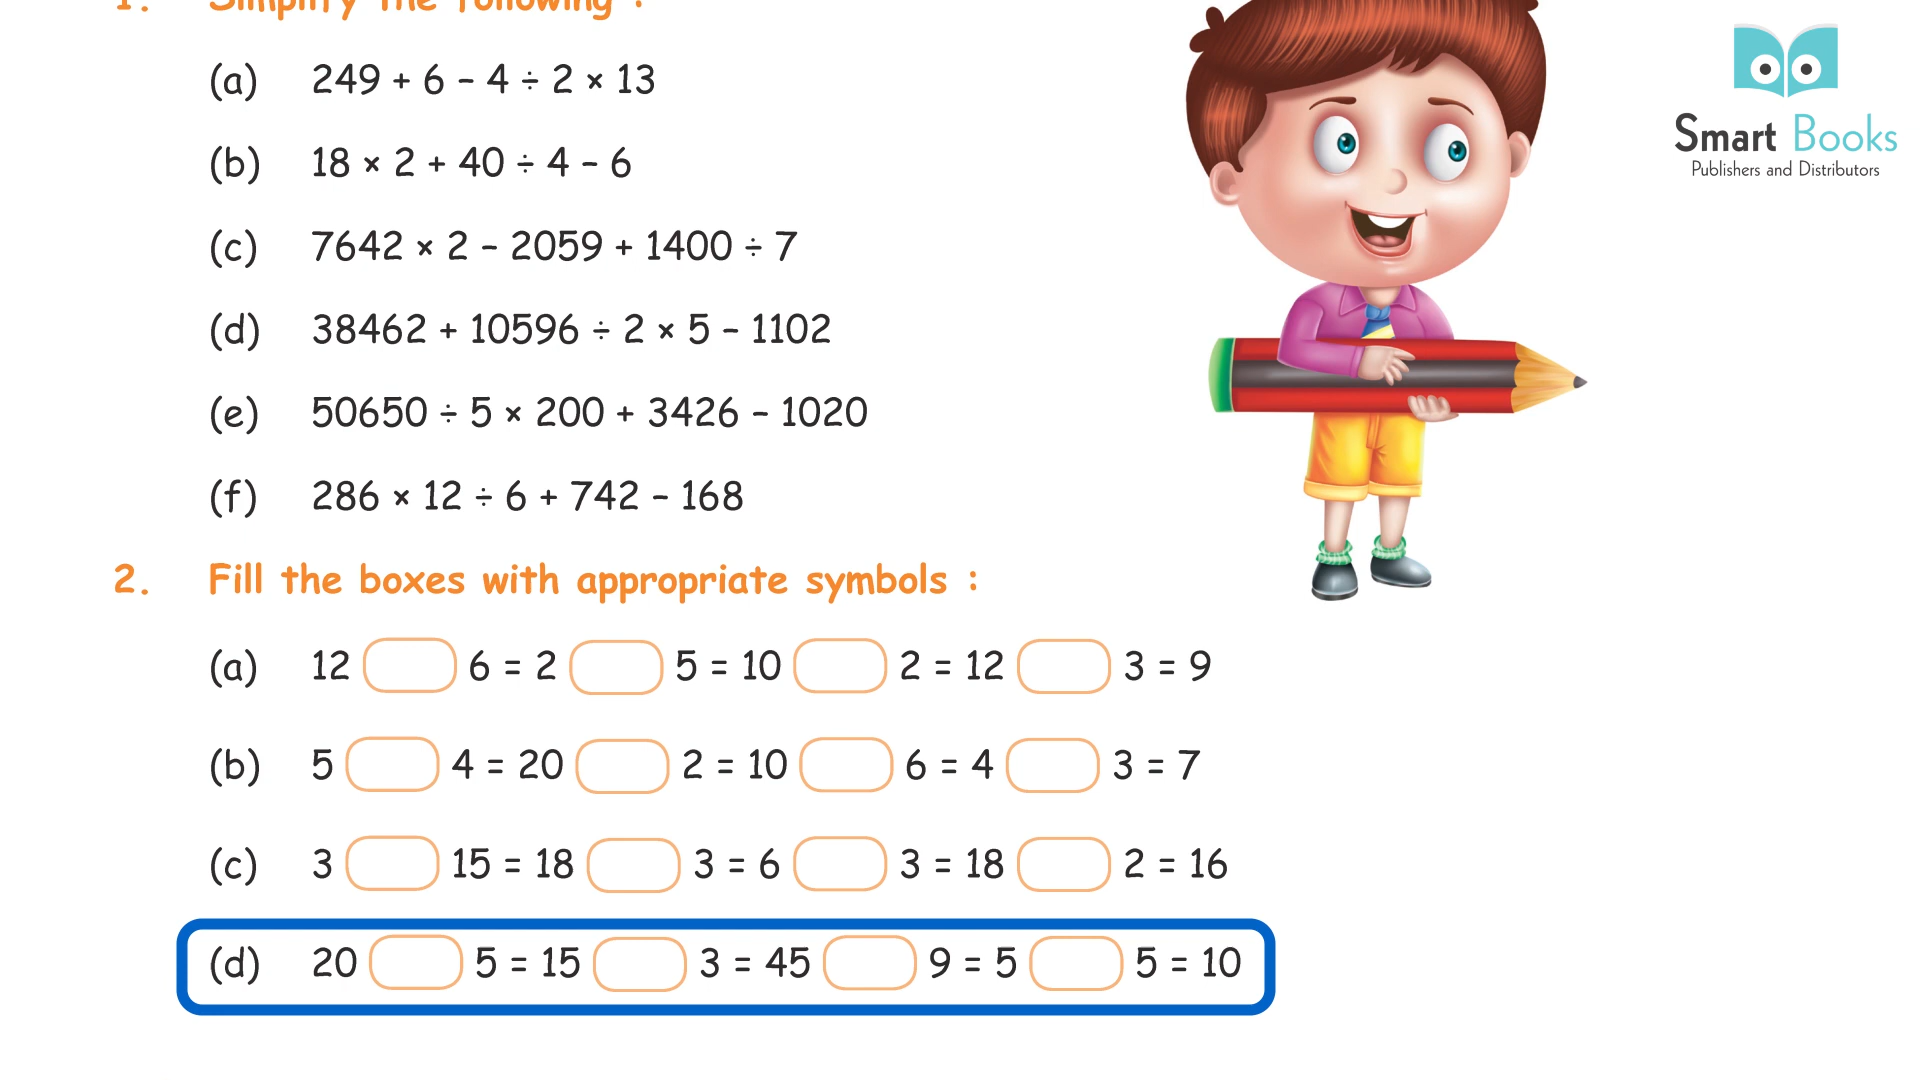 1. Simplify the following :
(a) 249 + 6 – 4 ÷ 2 × 13
(b) 18 × 2 + 40 ÷ 4 – 6
(c) 7642 × 2 – 2059 + 1400 ÷ 7
(d) 38462 + 10596 ÷ 2 × 5 – 1102
(e) 50650 ÷ 5 × 200 + 3426 – 1020
(f) 286 × 12 ÷ 6 + 742 – 168
2. Fill the boxes with appropriate symbols :
(a) 12 6 = 2 5 = 10 2 = 12 3 = 9
(b) 5 4 = 20 2 = 10 6 = 4 3 = 7
(c) 3 15 = 18 3 = 6 3 = 18 2 = 16
(d) 20 5 = 15 3 = 45 9 = 5 5 = 10
Smart Books
Publishers and Distributors